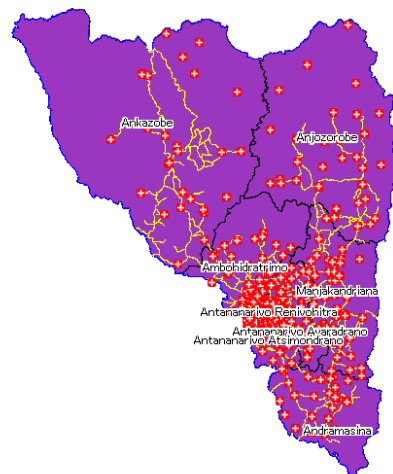 Ankazobe
Anjozorobe
Ambohidratrimo
Manjakandriana
Antananarivo Renivohitra
Antananarivo Avaradrano
Antananarivo Atsimondrano
Andramasina